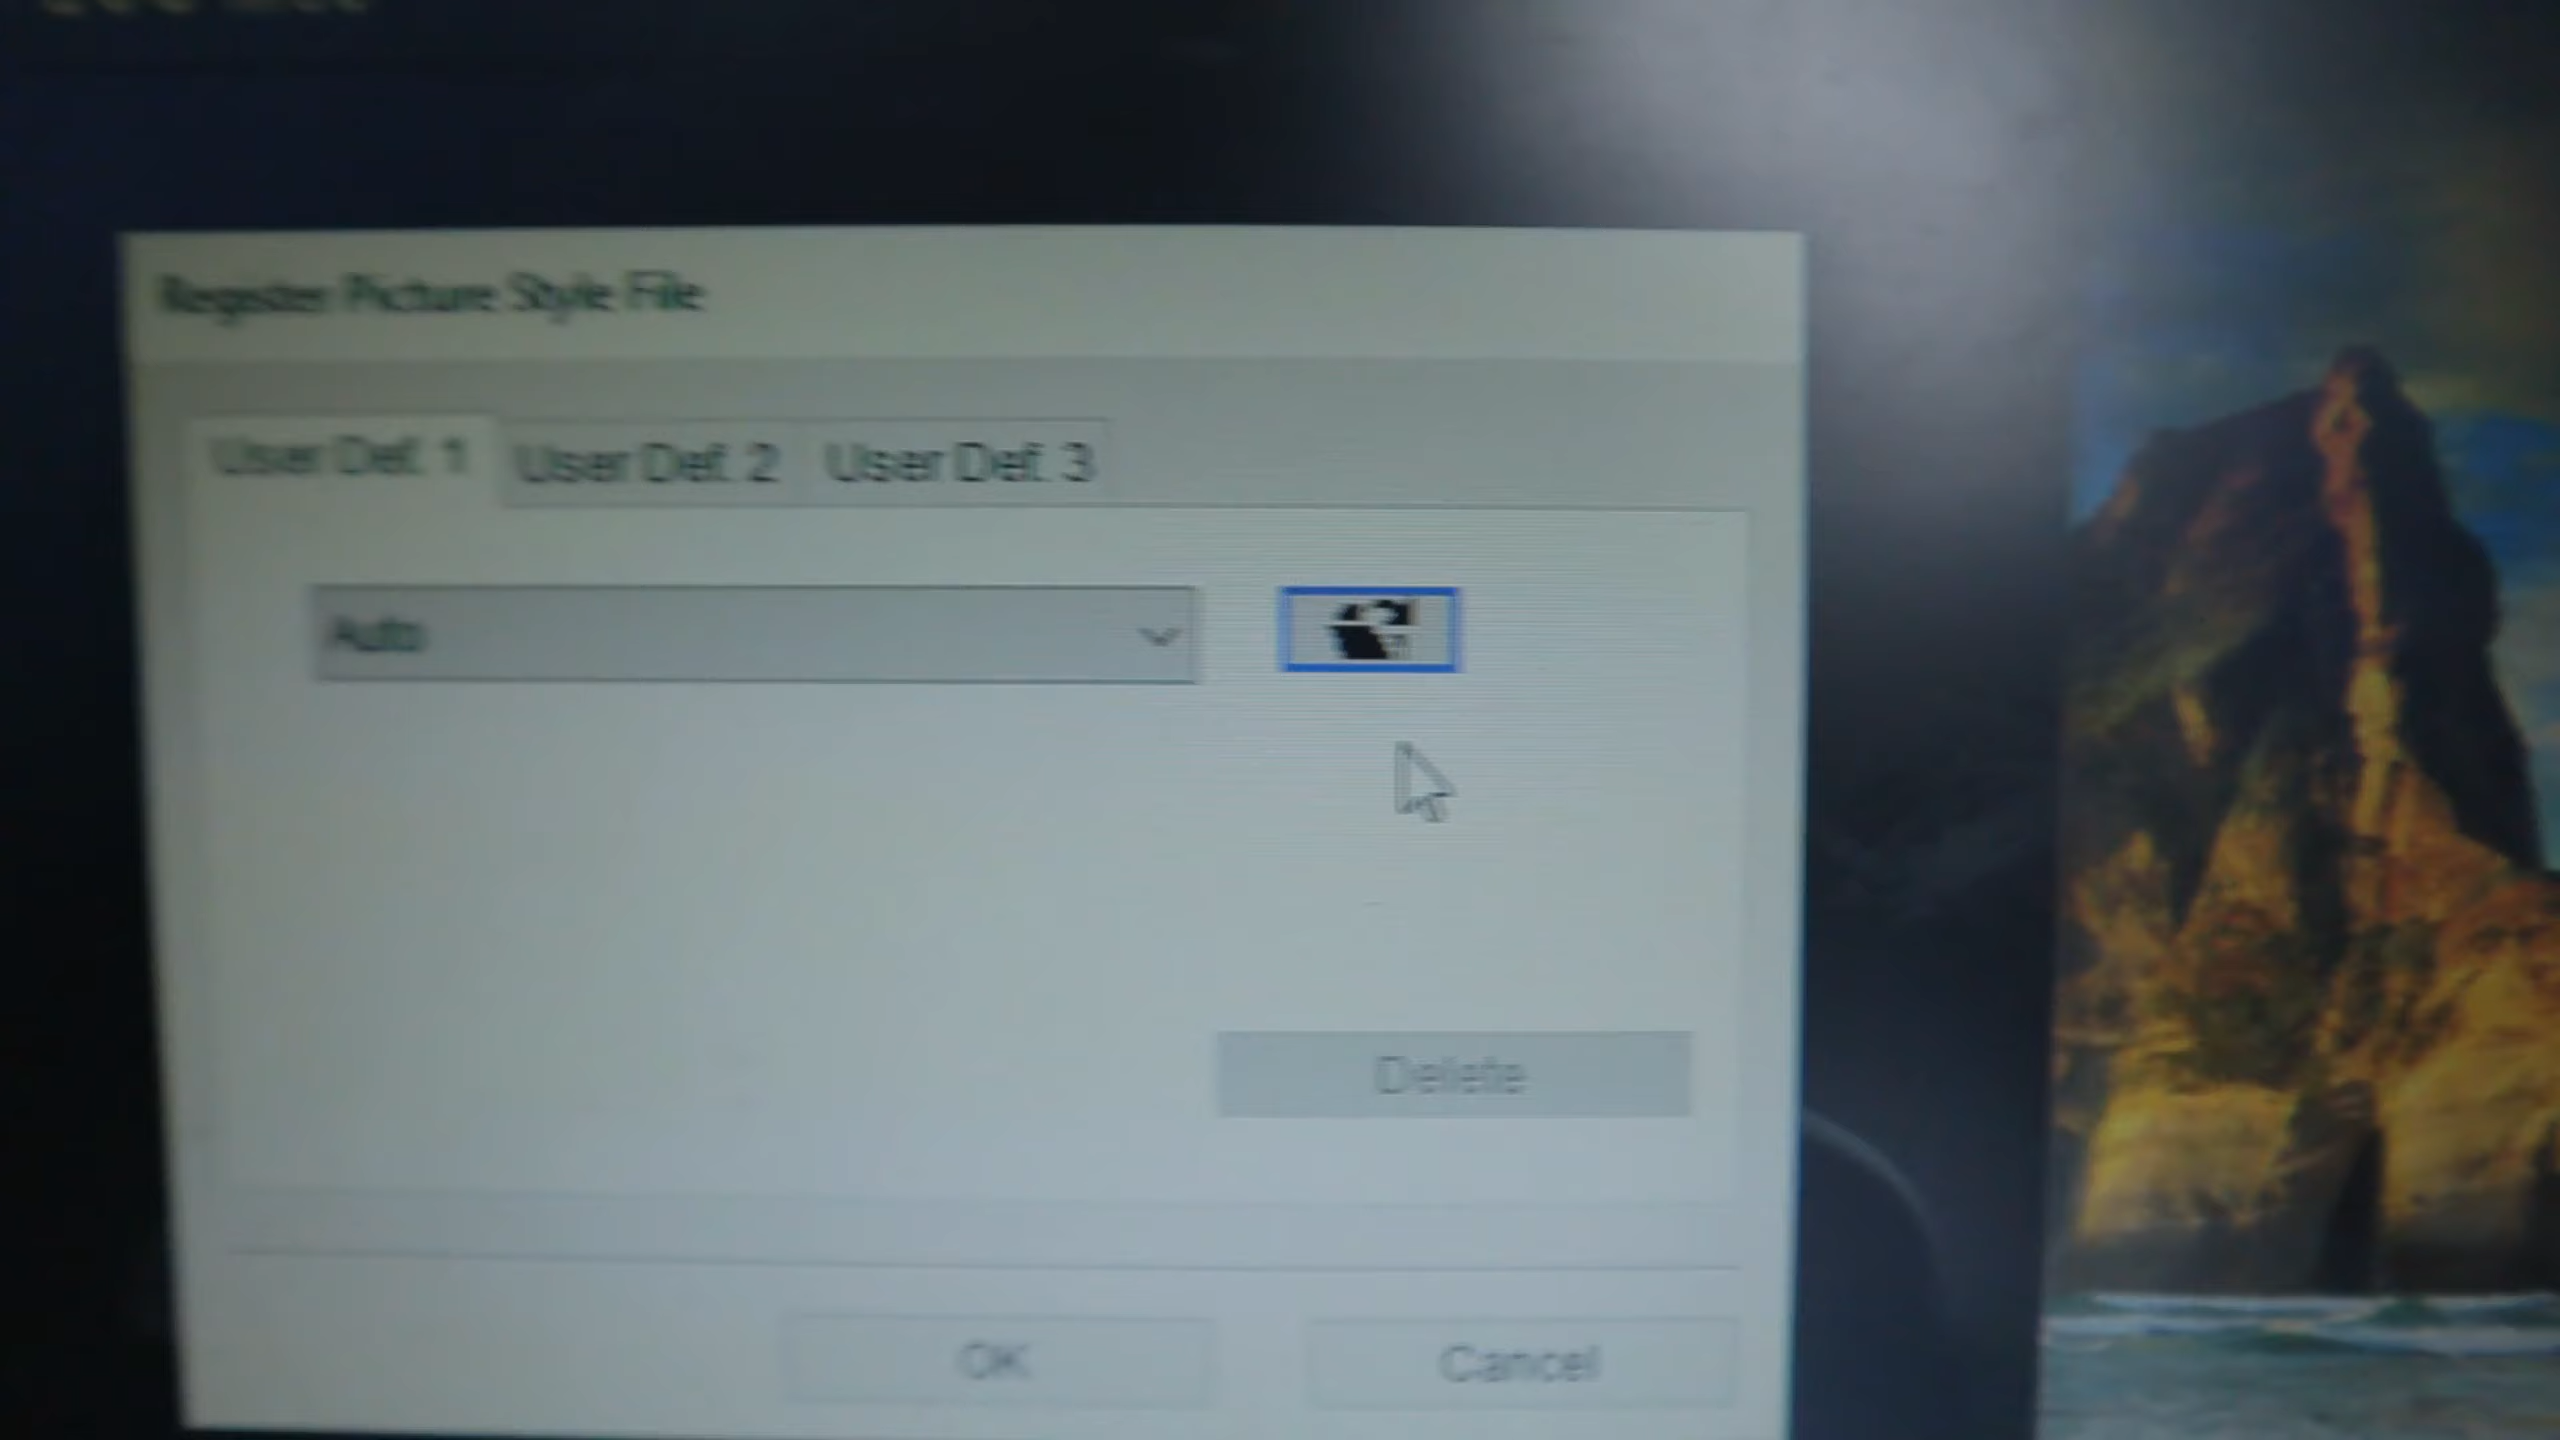 Register Picture Style File
User Def. 1 User Def. 2 User Def. 3
Auto
Delete
OK Cancel